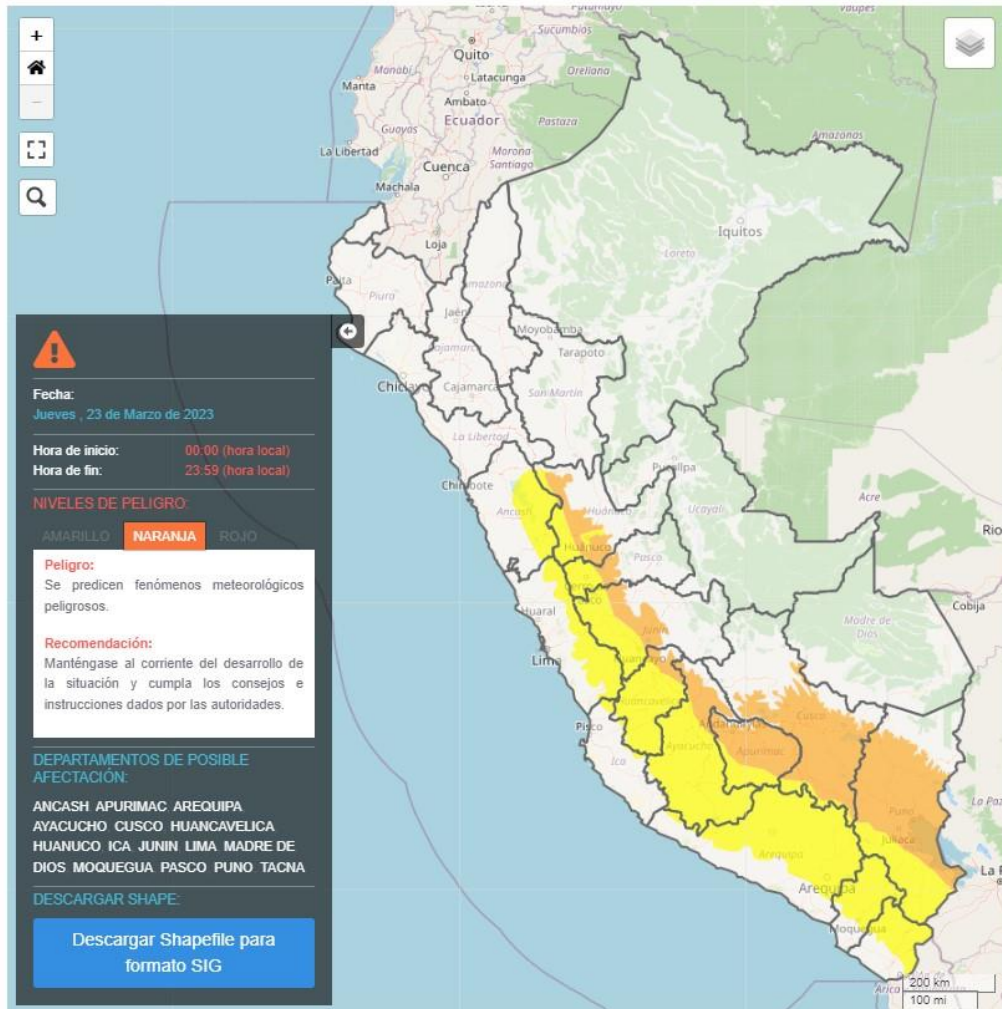 +
−
Fecha:
Jueves , 23 de Marzo de 2023
Hora de inicio: 00:00 (hora local)
Hora de fin: 23:59 (hora local)
NIVELES DE PELIGRO:
AMARILLO NARANJA ROJO
Peligro:
Se predicen fenómenos meteorológicos
peligrosos.
Recomendación:
Manténgase al corriente del desarrollo de
la situación y cumpla los consejos e
instrucciones dados por las autoridades.
DEPARTAMENTOS DE POSIBLE
AFECTACIÓN:
ANCASH APURIMAC AREQUIPA
AYACUCHO CUSCO HUANCAVELICA
HUANUCO ICA JUNIN LIMA MADRE DE
DIOS MOQUEGUA PASCO PUNO TACNA
DESCARGAR SHAPE:
Descargar Shapefile para
formato SIG
Sucumbíos
Quito
Manabí
Orellana
Latacunga
Manta
Ambato
Ecuador
Pastaza
Amazonas
Guayas
Morona
Santiago
La Libertad
Cuenca
Machala
Iquitos
Loja
Loreto
Paita
Piura
Jaén
Moyobamba
Tarapoto
Chiclayo
Cajamarca
San Martín
La Libertad
Pucallpa
Chimbote
Acre
Ancash
Huánuco
Ucayali
Rio
Huánuco
Pasco
Cobija
Huaral
Madre de
Dios
Junín
Lima
Huancayo
Huancavelica
Pisco
Andahuaylas
Cusco
Ayacucho
Apurímac
Ica
La Paz
Puno
Juliaca
Arequipa
La P
Arequipa
Moquegua
200 km
100 mi